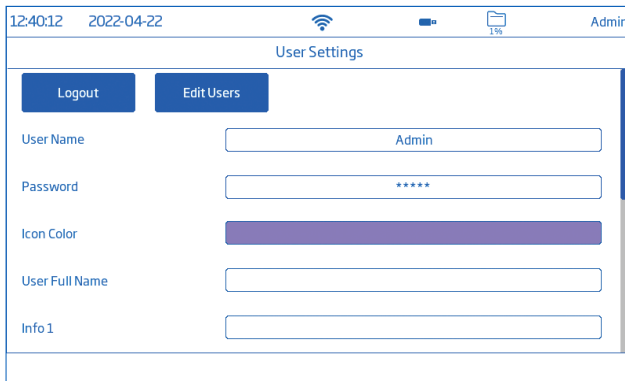 12:40:12 2022-04-22 1% Admin
User Settings
Logout Edit Users
User Name Admin
Password *****
Icon Color
User Full Name
Info 1